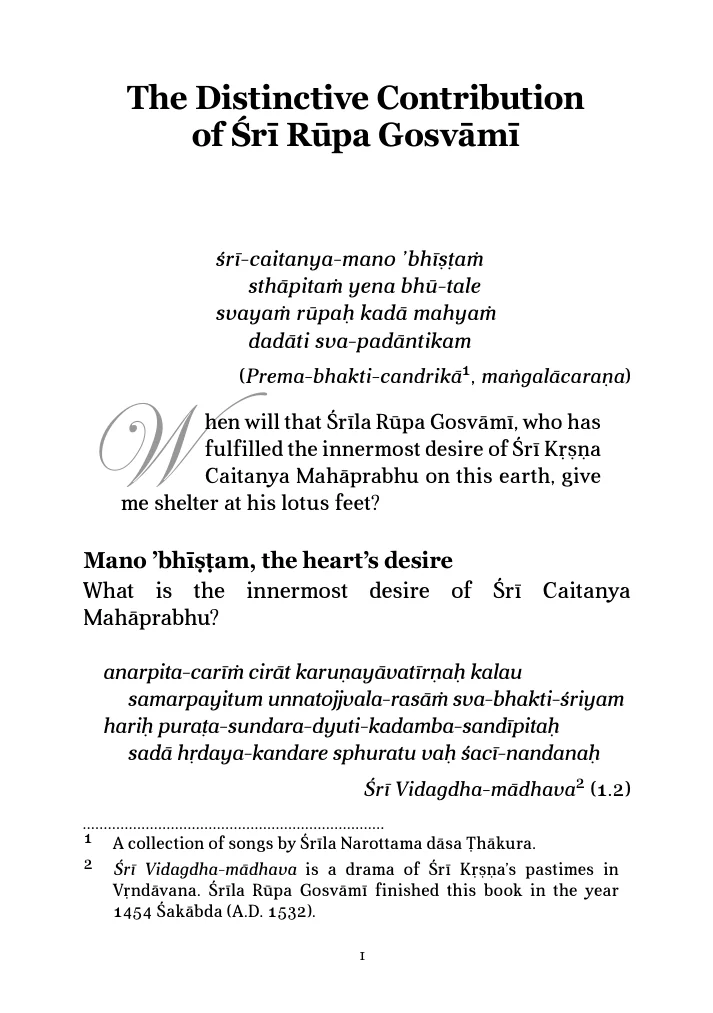 The Distinctive Contribution
of Śrī Rūpa Gosvāmī
śrī-caitanya-mano ’bhīṣṭaṁ
sthāpitaṁ yena bhū-tale
svayaṁ rūpaḥ kadā mahyaṁ
dadāti sva-padāntikam
(Prema-bhakti-candrikā¹, maṅgalācaraṇa)
When will that Śrīla Rūpa Gosvāmī, who has
fulfilled the innermost desire of Śrī Kṛṣṇa
Caitanya Mahāprabhu on this earth, give
me shelter at his lotus feet?
Mano ’bhīṣṭam, the heart’s desire
What is the innermost desire of Śrī Caitanya
Mahāprabhu?
anarpita-carīṁ cirāt karuṇayāvatīrṇaḥ kalau
samarpayitum unnatojjvala-rasāṁ sva-bhakti-śriyam
hariḥ puraṭa-sundara-dyuti-kadamba-sandīpitaḥ
sadā hṛdaya-kandare sphuratu vaḥ śacī-nandanaḥ
Śrī Vidagdha-mādhava² (1.2)
1 A collection of songs by Śrīla Narottama dāsa Ṭhākura.
2 Śrī Vidagdha-mādhava is a drama of Śrī Kṛṣṇa’s pastimes in
Vṛndāvana. Śrīla Rūpa Gosvāmī finished this book in the year
1454 Śakābda (A.D. 1532).
1